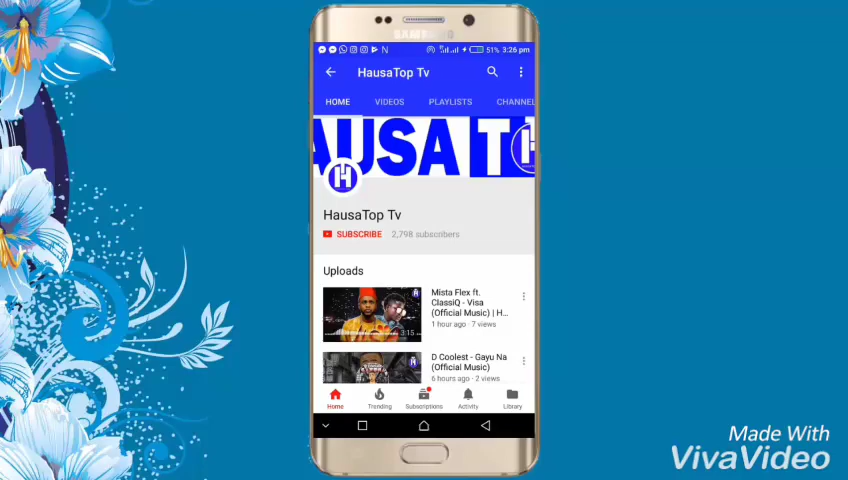 SAMSUNG
N
51% 3:26 pm
HausaTop Tv
HOME VIDEOS PLAYLISTS CHANNEL
HAUSA T
H
HausaTop Tv
SUBSCRIBE 2,798 subscribers
Uploads
Mista Flex ft.
ClassiQ - Visa
(Official Music) | H...
1 hour ago · 7 views
3:15
D Coolest - Gayu Na
(Official Music)
6 hours ago · 2 views
Home Trending Subscriptions Activity Library
Made With
VivaVideo